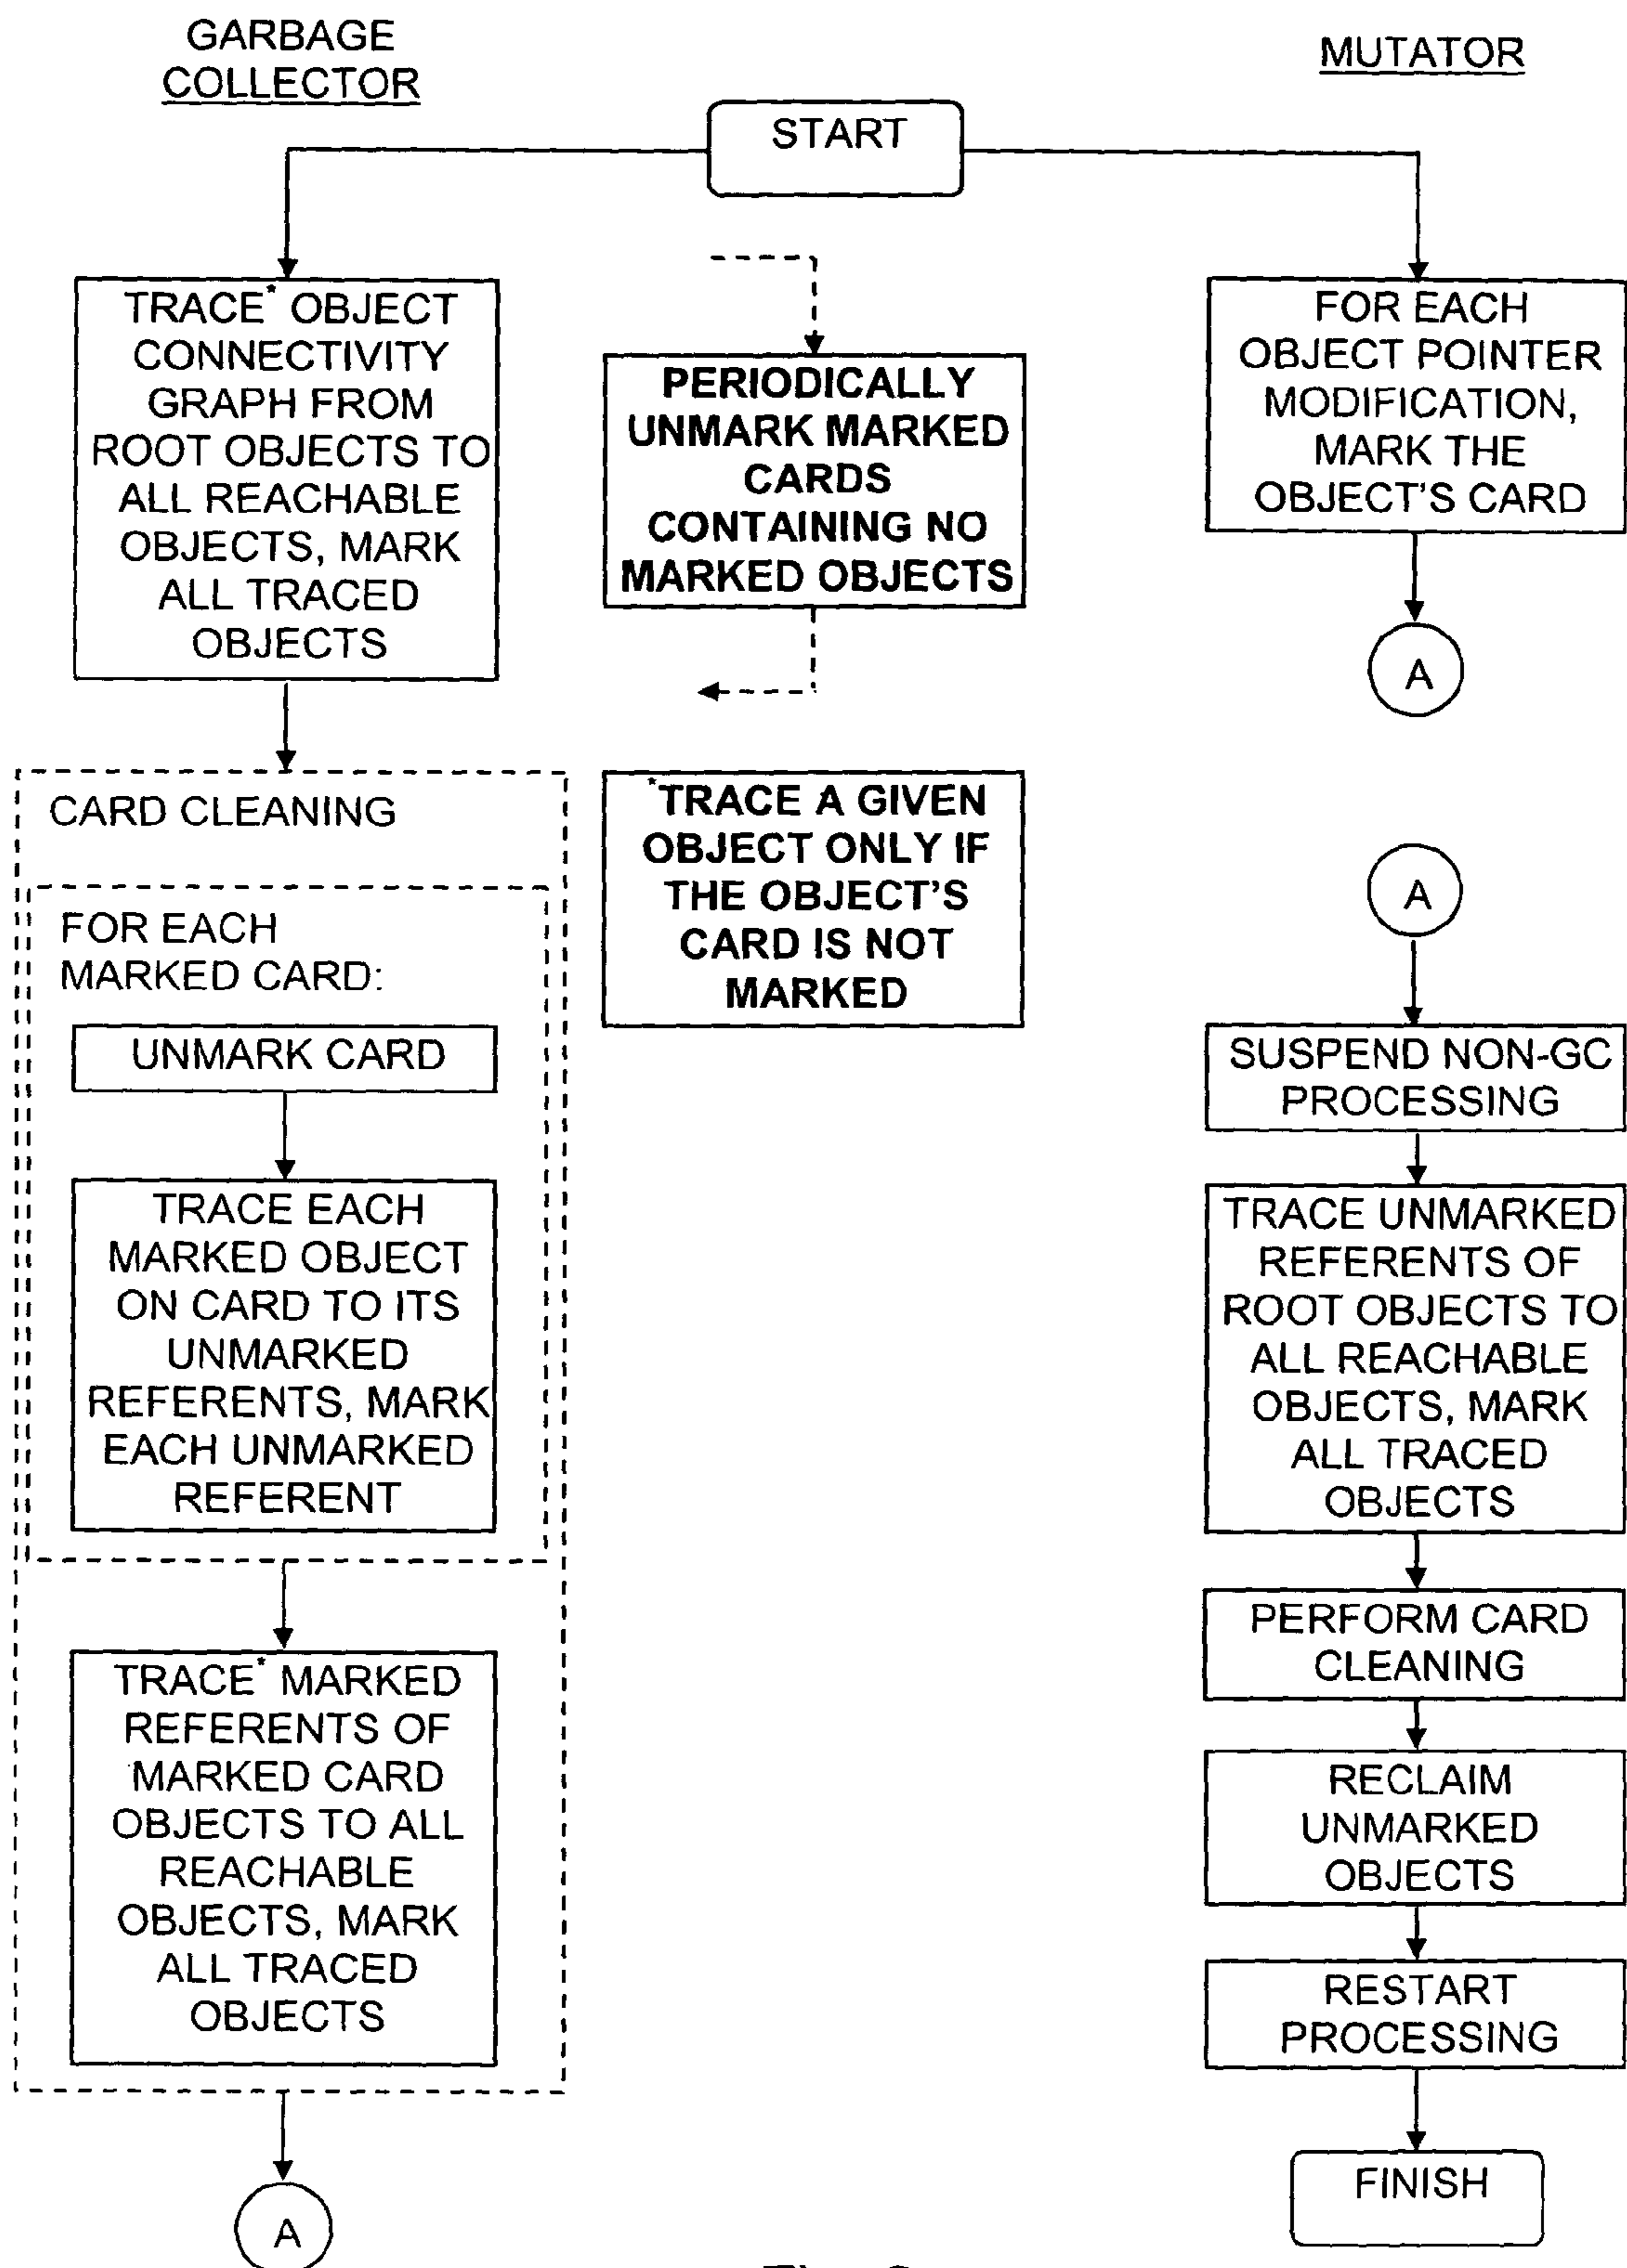 GARBAGE
COLLECTOR
MUTATOR
START
TRACE* OBJECT
CONNECTIVITY
GRAPH FROM
ROOT OBJECTS TO
ALL REACHABLE
OBJECTS, MARK
ALL TRACED
OBJECTS
PERIODICALLY
UNMARK MARKED
CARDS
CONTAINING NO
MARKED OBJECTS
FOR EACH
OBJECT POINTER
MODIFICATION,
MARK THE
OBJECT'S CARD
A
CARD CLEANING
FOR EACH
MARKED CARD:
UNMARK CARD
TRACE EACH
MARKED OBJECT
ON CARD TO ITS
UNMARKED
REFERENTS, MARK
EACH UNMARKED
REFERENT
TRACE* MARKED
REFERENTS OF
MARKED CARD
OBJECTS TO ALL
REACHABLE
OBJECTS, MARK
ALL TRACED
OBJECTS
A
*TRACE A GIVEN
OBJECT ONLY IF
THE OBJECT'S
CARD IS NOT
MARKED
A
SUSPEND NON-GC
PROCESSING
TRACE UNMARKED
REFERENTS OF
ROOT OBJECTS TO
ALL REACHABLE
OBJECTS, MARK
ALL TRACED
OBJECTS
PERFORM CARD
CLEANING
RECLAIM
UNMARKED
OBJECTS
RESTART
PROCESSING
FINISH